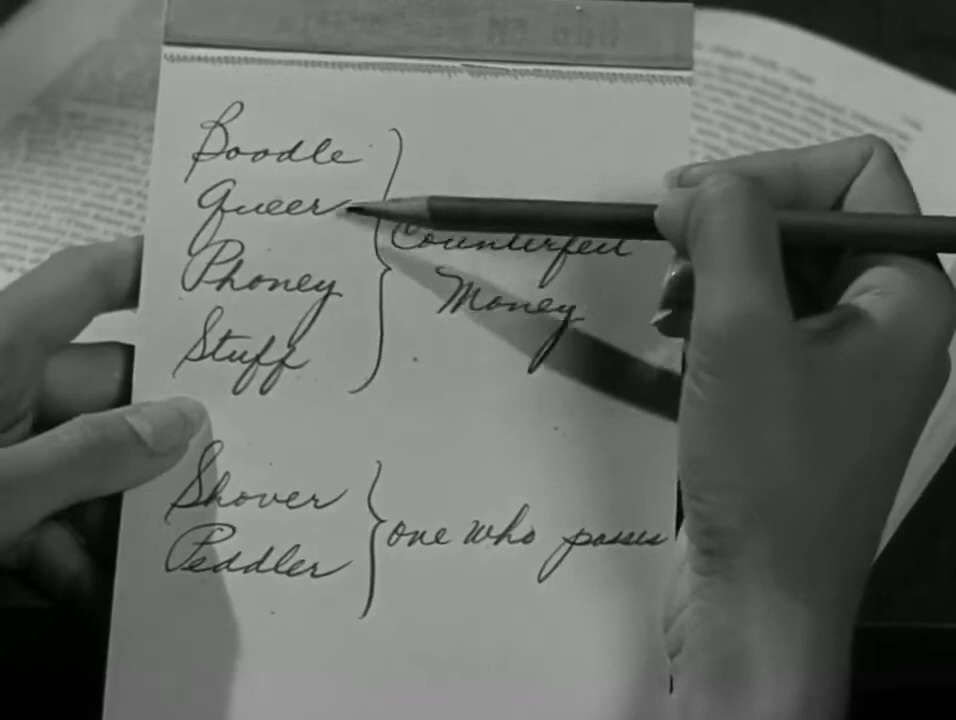 Boodle
Queer
Phoney
Stuff
Counterfeit
Money
Shover
Peddler
one who passes